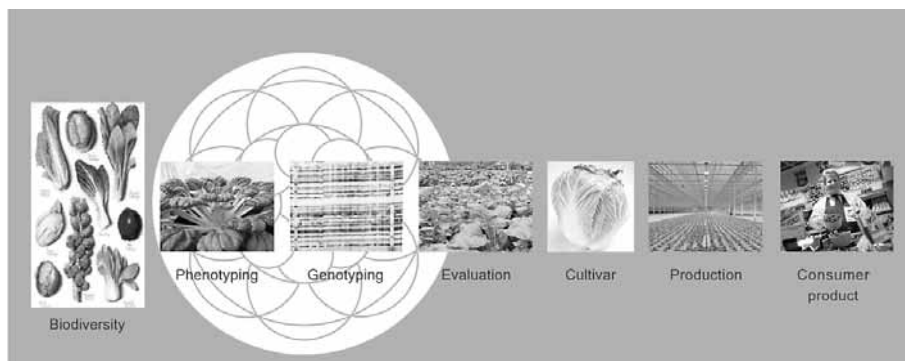 Biodiversity
Phenotyping
Genotyping
Evaluation
Cultivar
Production
Consumer
product